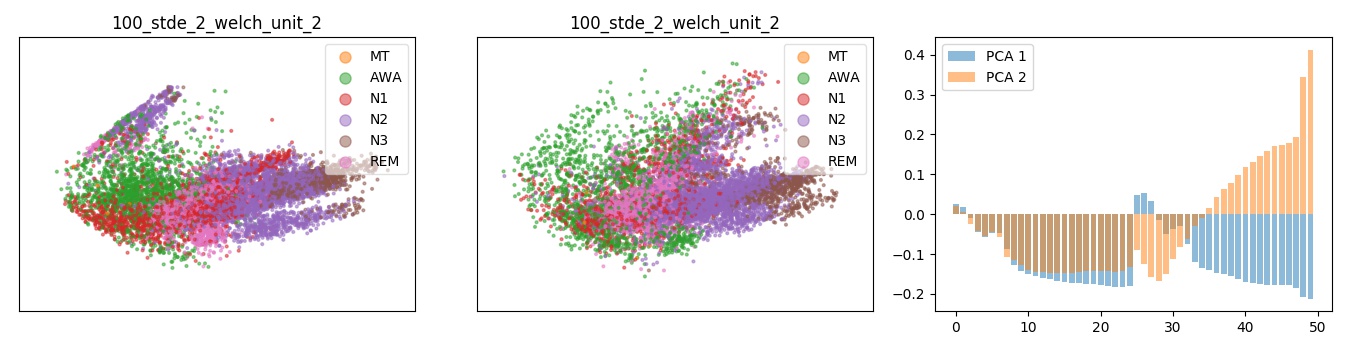 100_stde_2_welch_unit_2
MT
AWA
N1
N2
N3
REM
100_stde_2_welch_unit_2
MT
AWA
N1
N2
N3
REM
PCA 1
PCA 2
0.4
0.3
0.2
0.1
0.0
−0.1
−0.2
0 10 20 30 40 50